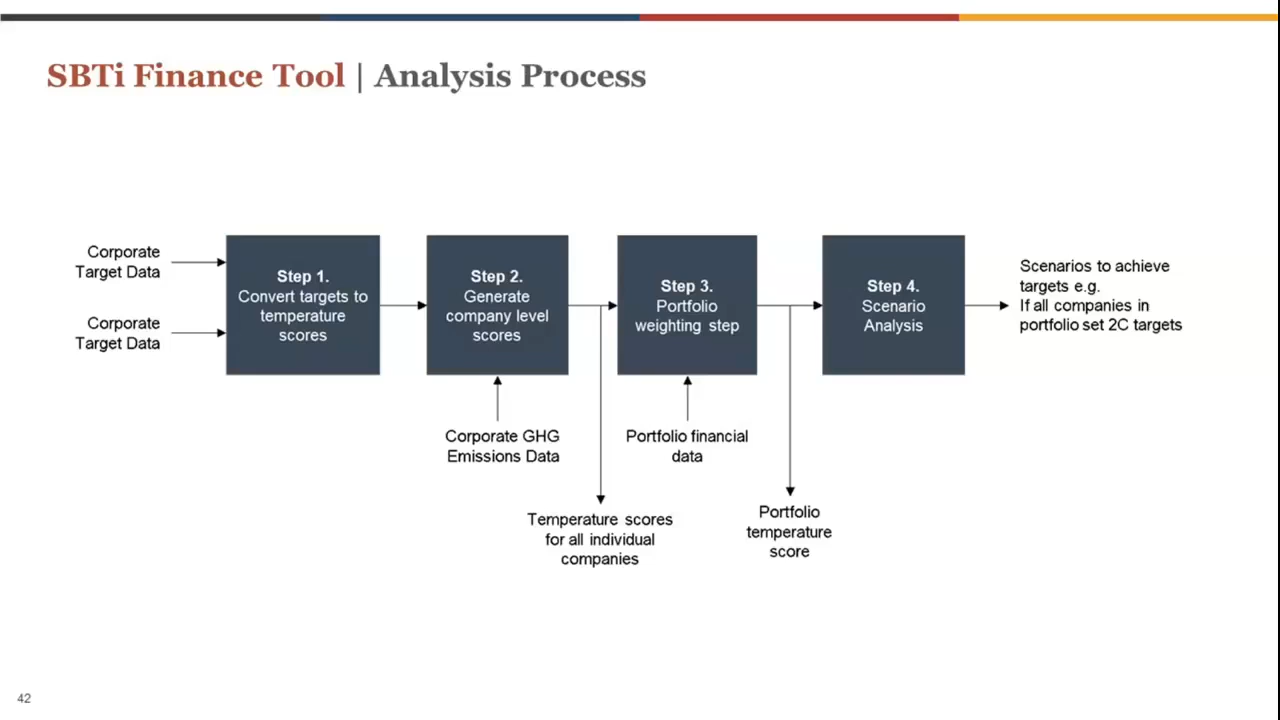 SBTi Finance Tool | Analysis Process
Corporate
Target Data
Corporate
Target Data
Step 1.
Convert targets to
temperature
scores
Step 2.
Generate
company level
scores
Step 3.
Portfolio
weighting step
Step 4.
Scenario
Analysis
Scenarios to achieve
targets e.g.
If all companies in
portfolio set 2C targets
Corporate GHG
Emissions Data
Portfolio financial
data
Temperature scores
for all individual
companies
Portfolio
temperature
score
42